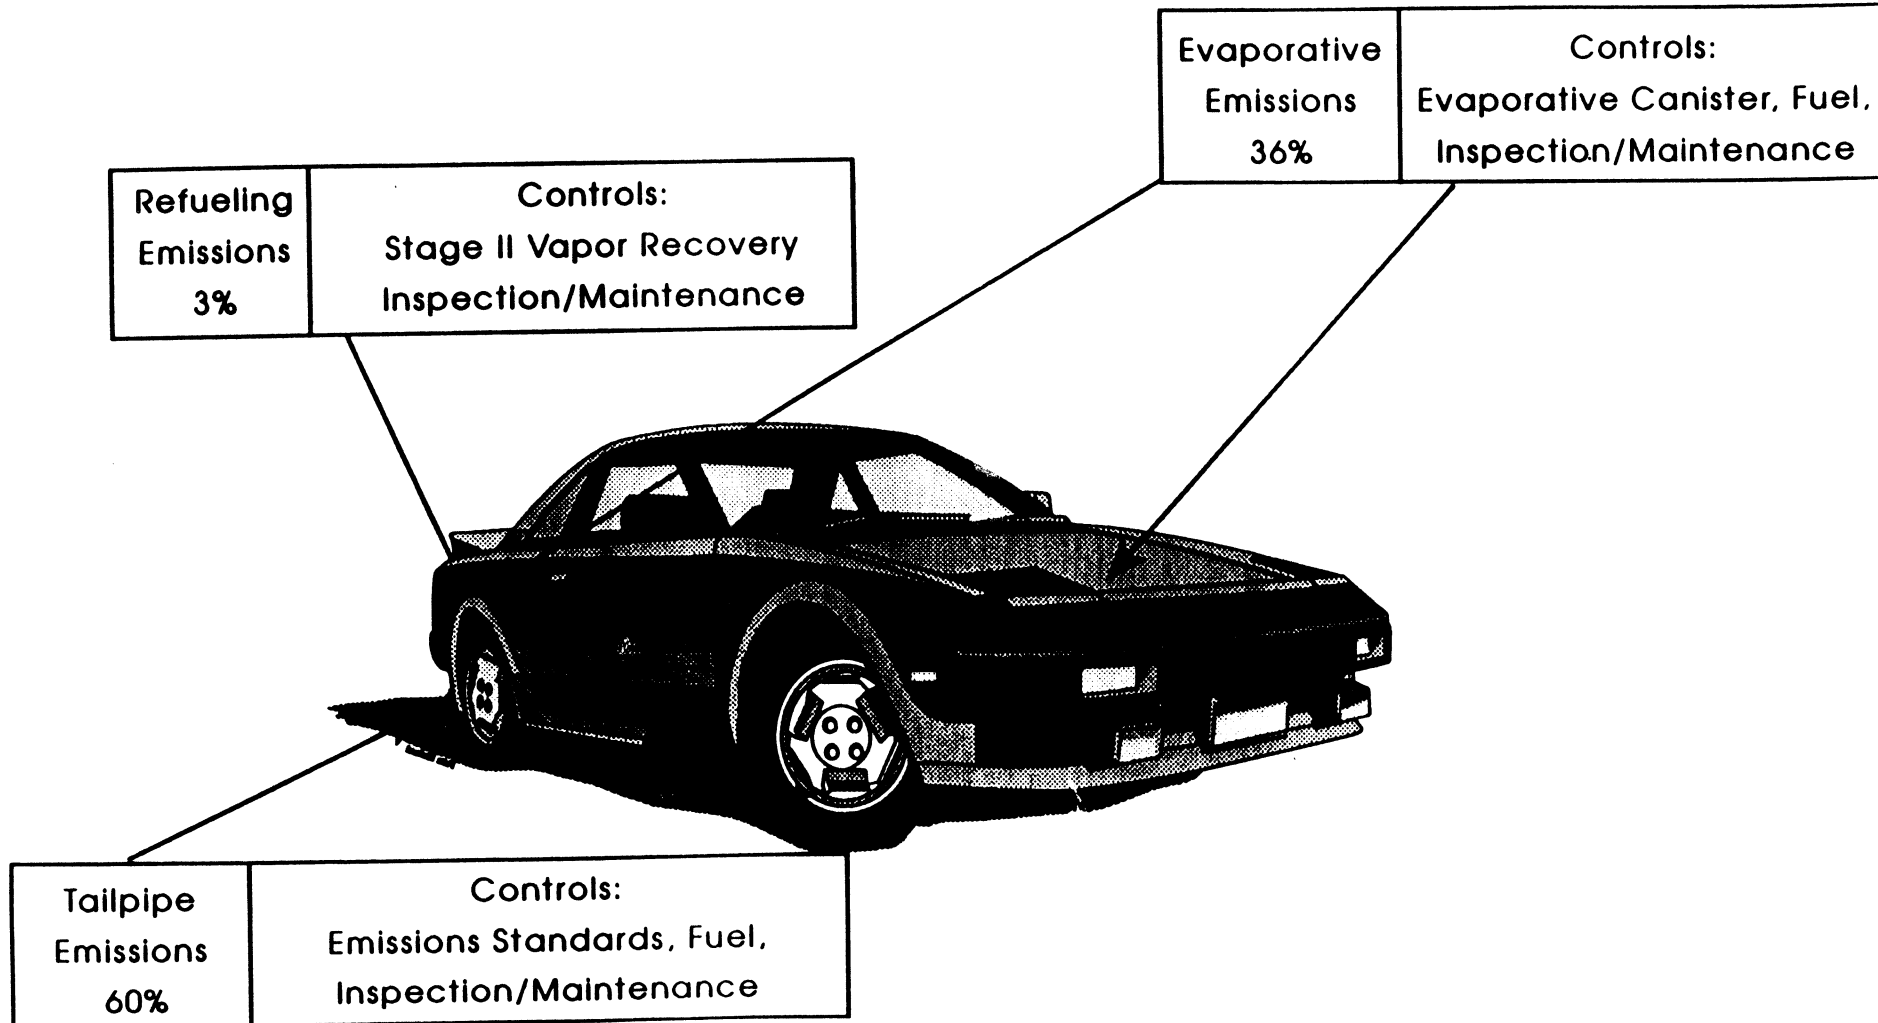 Evaporative
Emissions
36%
Controls:
Evaporative Canister, Fuel,
Inspection/Maintenance
Refueling
Emissions
3%
Controls:
Stage II Vapor Recovery
Inspection/Maintenance
Tailpipe
Emissions
60%
Controls:
Emissions Standards, Fuel,
Inspection/Maintenance